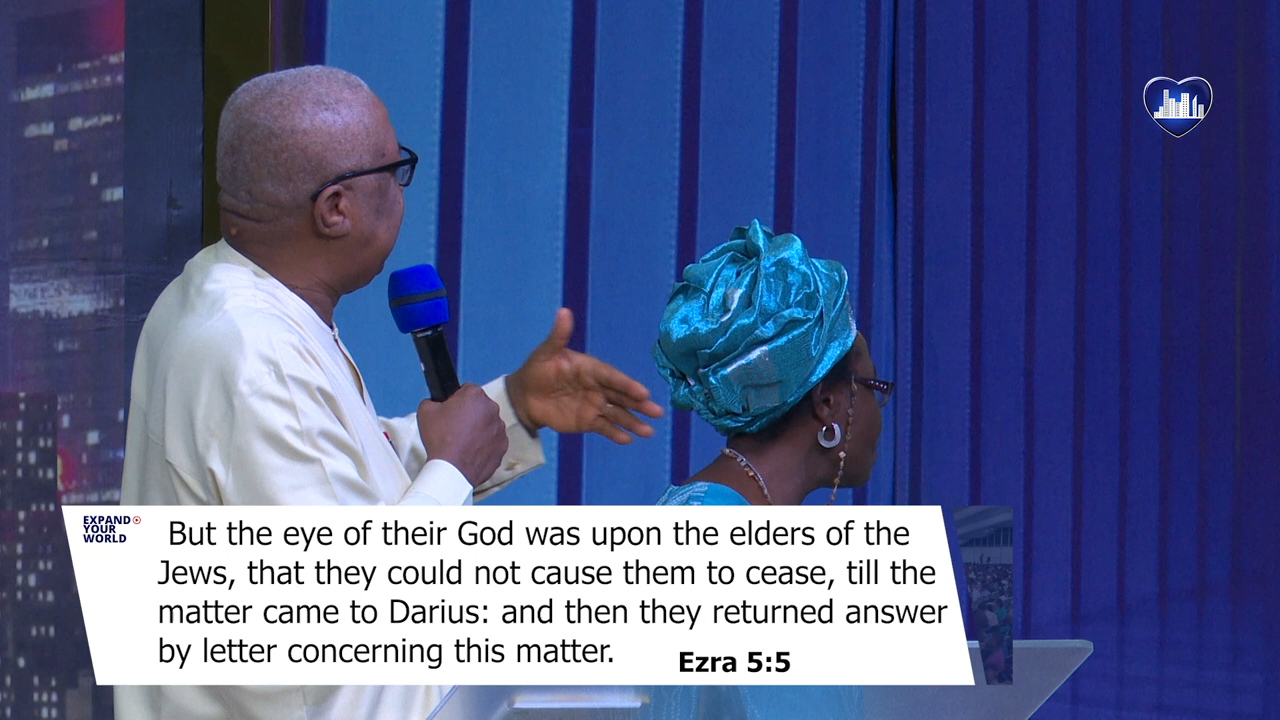 EXPAND
YOUR
WORLD
But the eye of their God was upon the elders of the
Jews, that they could not cause them to cease, till the
matter came to Darius: and then they returned answer
by letter concerning this matter.
Ezra 5:5